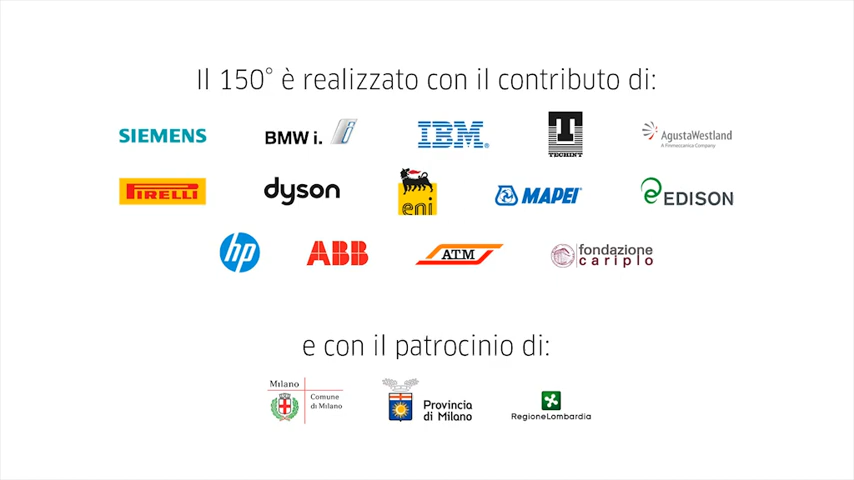 Il 150° è realizzato con il contributo di:
SIEMENS BMW i. IBM® TECHINT AgustaWestland
A Finmeccanica Company
PIRELLI dyson eni MAPEI® EDISON
hp ABB ATM fondazione
cariplo
e con il patrocinio di:
Milano
Comune
di Milano
Provincia
di Milano
RegioneLombardia